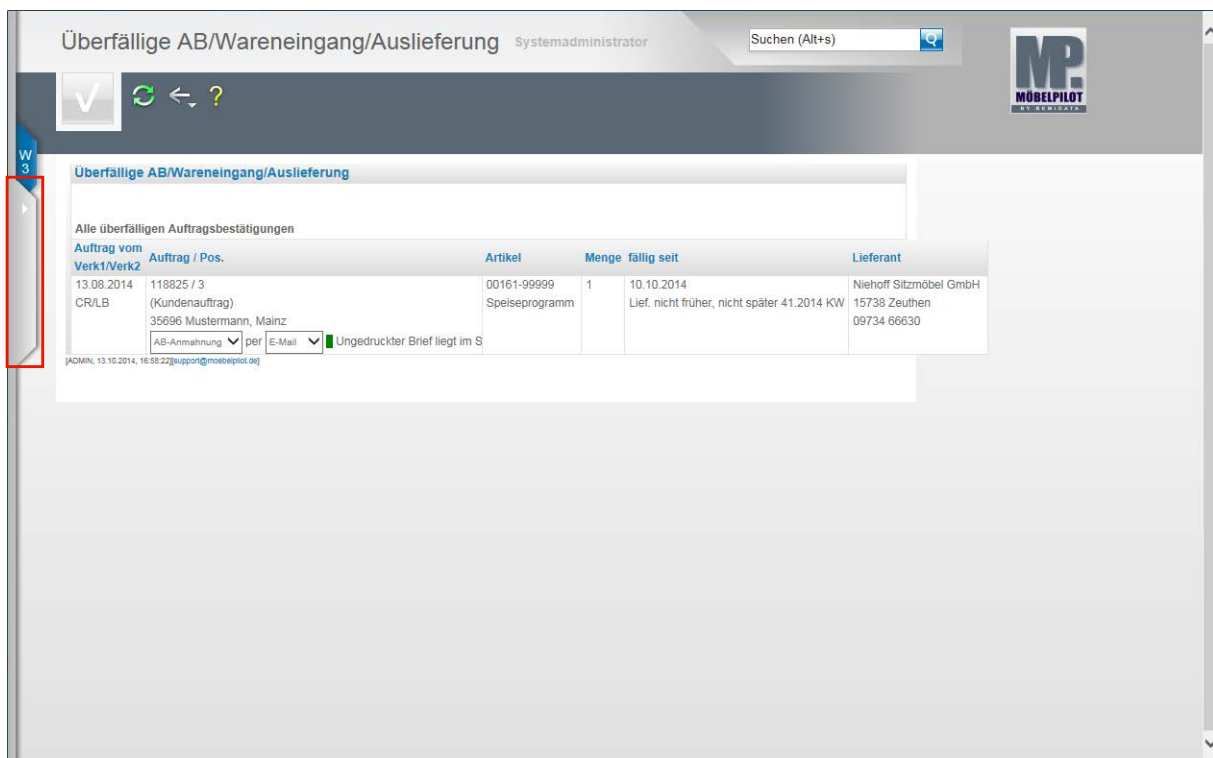 Überfällige AB/Wareneingang/Auslieferung Systemadministrator Suchen (Alt+s)
MP.
MÖBELPILOT
BY BEMIDATA
?
W
3
Überfällige AB/Wareneingang/Auslieferung
Alle überfälligen Auftragsbestätigungen
Auftrag vom
Verk1/Verk2 Auftrag / Pos. Artikel Menge fällig seit Lieferant
13.08.2014 118825 / 3 00161-99999 1 10.10.2014 Niehoff Sitzmöbel GmbH
CR/LB (Kundenauftrag) Speiseprogramm Lief. nicht früher, nicht später 41.2014 KW 15738 Zeuthen
35696 Mustermann, Mainz 09734 66630
AB-Anmahnung per E-Mail Ungedruckter Brief liegt im S
[ADMIN, 13.10.2014, 16:58:22][support@moebelpilot.de]